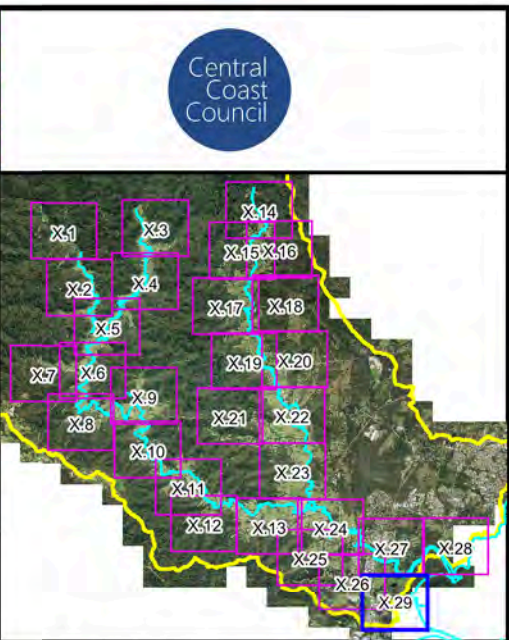 Central
Coast
Council
X.1
X.3
X.14
X.15
X.16
X.2
X.4
X.17
X.18
X.5
X.19
X.20
X.7
X.6
X.9
X.8
X.21
X.22
X.10
X.11
X.23
X.12
X.13
X.24
X.25
X.27
X.28
X.26
X.29